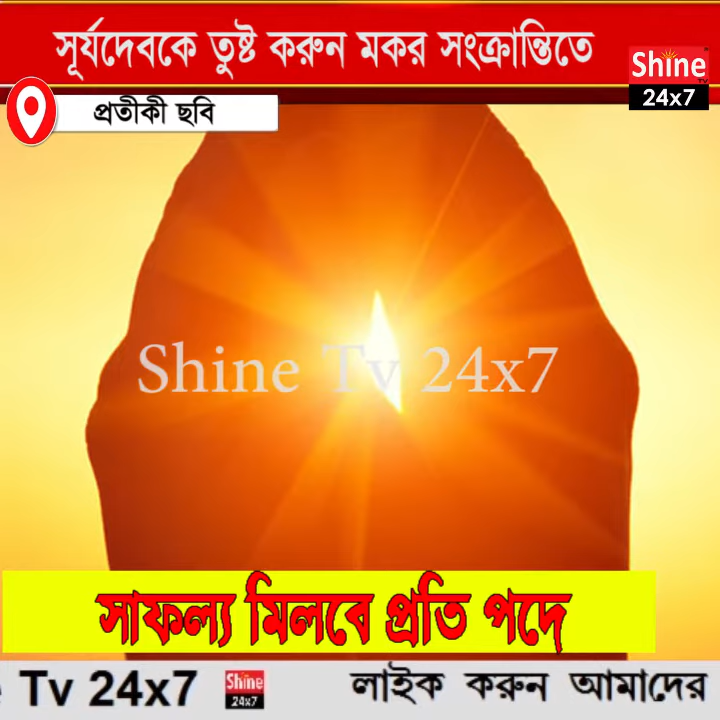 সূর্যদেবকে তুষ্ট করুন মকর সংক্রান্তিতে
Shine TV
24x7
প্রতীকী ছবি
Shine Tv 24x7
সাফল্য মিলবে প্রতি পদে
Tv 24x7 Shine 24x7 লাইক করুন আমাদের